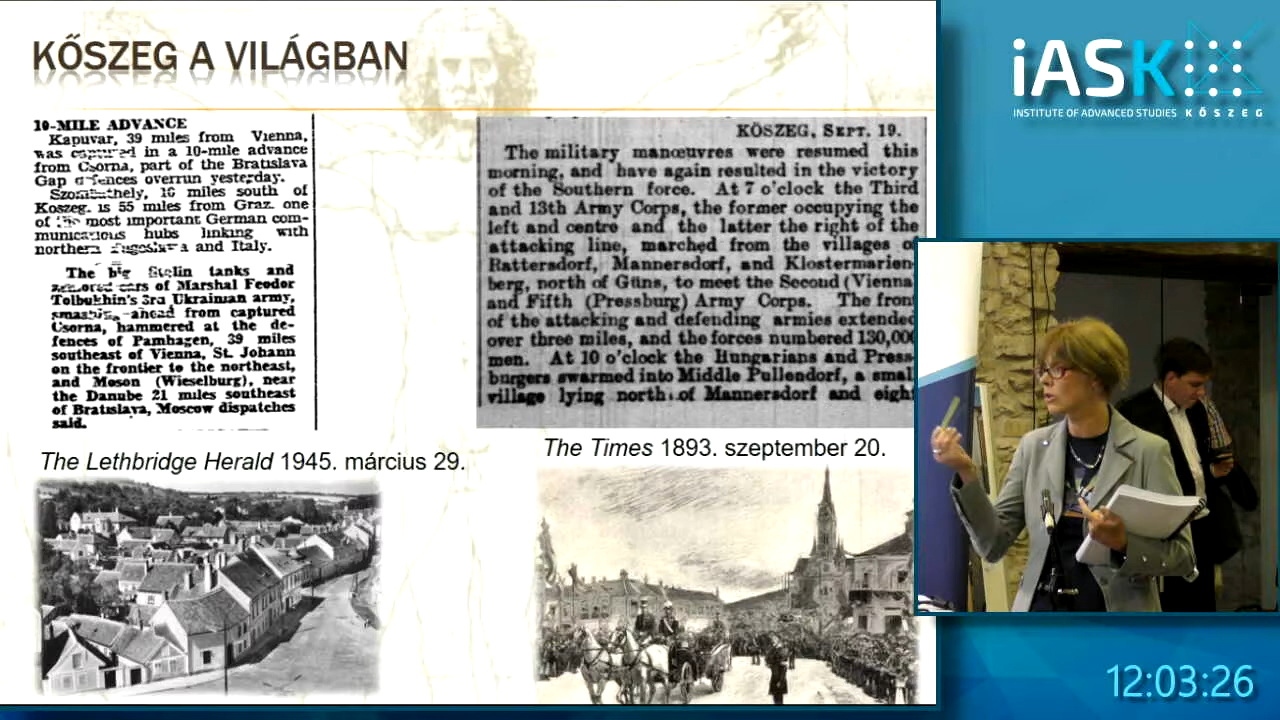 KŐSZEG A VILÁGBAN
10-MILE ADVANCE
Kapuvar, 39 miles from Vienna,
was captured in a 10-mile advance
from Csorna, part of the Bratislava
Gap defences overrun yesterday.
Szombathely, 16 miles south of
Koszeg. is 55 miles from Graz. one
of the most important German com-
munications hubs linking with
northern Jugoslavia and Italy.
The big Stalin tanks and
armored cars of Marshal Feodor
Tolbukhin's 3rd Ukrainian army,
smashing ahead from captured
Csorna, hammered at the de-
fences of Pamhagen, 39 miles
southeast of Vienna, St. Johann
on the frontier to the northeast,
and Moson (Wieselburg), near
the Danube 21 miles southeast
of Bratislava, Moscow dispatches
said.
The Lethbridge Herald 1945. március 29.
KÖSZEG, SEPT. 19.
The military manœuvres were resumed this
morning, and have again resulted in the victory
of the Southern force. At 7 o'clock the Third
and 13th Army Corps, the former occupying the
left and centre and the latter the right of the
attacking line, marched from the villages of
Rattersdorf, Mannersdorf, and Klostermarien-
berg, north of Güns, to meet the Second (Vienna
and Fifth (Pressburg) Army Corps. The front
of the attacking and defending armies extended
over three miles, and the forces numbered 130,000
men. At 10 o'clock the Hungarians and Press-
burgers swarmed into Middle Pullendorf, a small
village lying north of Mannersdorf and eight
The Times 1893. szeptember 20.
iASK
INSTITUTE OF ADVANCED STUDIES KŐSZEG
12:03:26